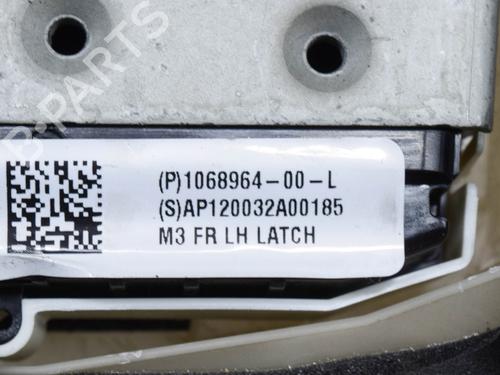 (P)1068964-00-L
(S)AP120032A00185
M3 FR LH LATCH
B-PARTS